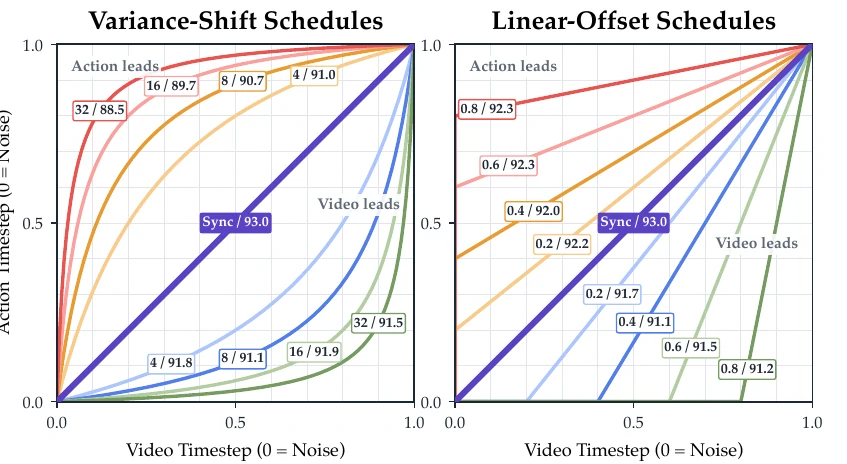 Variance-Shift Schedules
1.0
Action leads
16 / 89.7
8 / 90.7
4 / 91.0
32 / 88.5
Video leads
0.5
Sync / 93.0
32 / 91.5
16 / 91.9
8 / 91.1
4 / 91.8
0.0
0.0
0.5
1.0
Action Timestep (0 = Noise)
Video Timestep (0 = Noise)
Linear-Offset Schedules
1.0
Action leads
0.8 / 92.3
0.6 / 92.3
0.4 / 92.0
0.5
Sync / 93.0
0.2 / 92.2
Video leads
0.2 / 91.7
0.4 / 91.1
0.6 / 91.5
0.8 / 91.2
0.0
0.0
0.5
1.0
Video Timestep (0 = Noise)